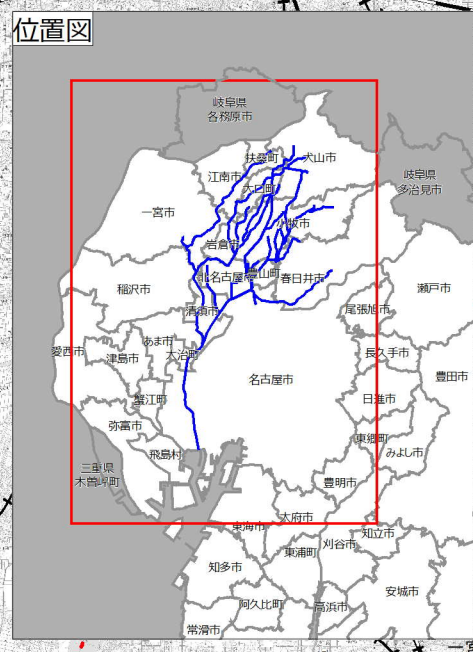 位置図
岐阜県
各務原市
扶桑町
犬山市
江南市
大口町
岐阜県
多治見市
一宮市
小牧市
岩倉市
北名古屋市
豊山町
春日井市
稲沢市
瀬戸市
清須市
尾張旭市
あま市
愛西市
津島市
大治町
長久手市
名古屋市
豊田市
蟹江町
日進市
弥富市
東郷町
みよし市
飛島村
三重県
木曽岬町
豊明市
大府市
東海市
知立市
刈谷市
東浦町
知多市
安城市
阿久比町
高浜市
常滑市